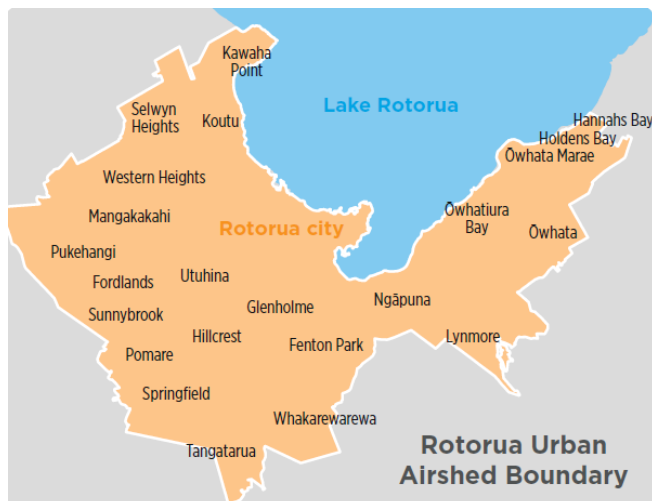 Kawaha
Point
Lake Rotorua
Selwyn
Heights
Koutu
Hannahs Bay
Holdens Bay
Ōwhata Marae
Western Heights
Mangakakahi
Rotorua city
Ōwhatiura
Bay
Ōwhata
Pukehangi
Fordlands
Utuhina
Sunnybrook
Glenholme
Ngāpuna
Hillcrest
Fenton Park
Lynmore
Pomare
Springfield
Whakarewarewa
Tangatarua
Rotorua Urban
Airshed Boundary